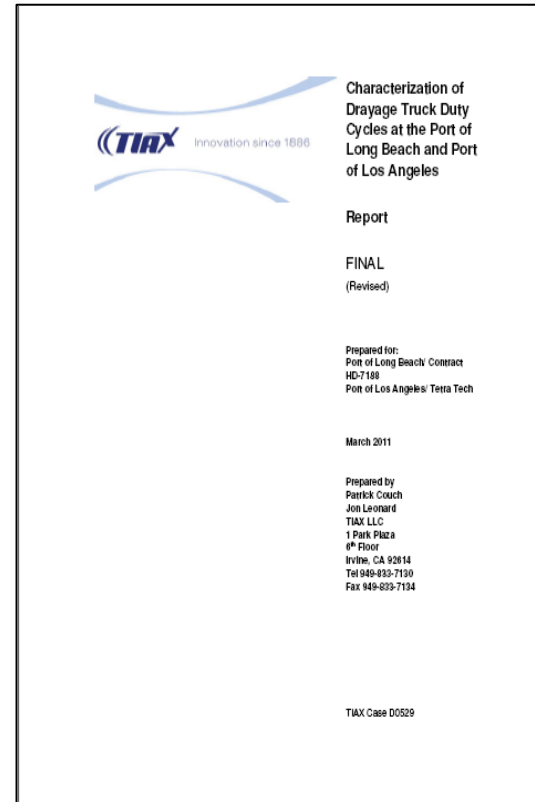 TIAX Innovation since 1886
Characterization of
Drayage Truck Duty
Cycles at the Port of
Long Beach and Port
of Los Angeles
Report
FINAL
(Revised)
Prepared for:
Port of Long Beach/ Contract
HD-7188
Port of Los Angeles/ Tetra Tech
March 2011
Prepared by
Patrick Couch
Jon Leonard
TIAX LLC
1 Park Plaza
6th Floor
Irvine, CA 92614
Tel 949-833-7130
Fax 949-833-7134
TIAX Case D0529